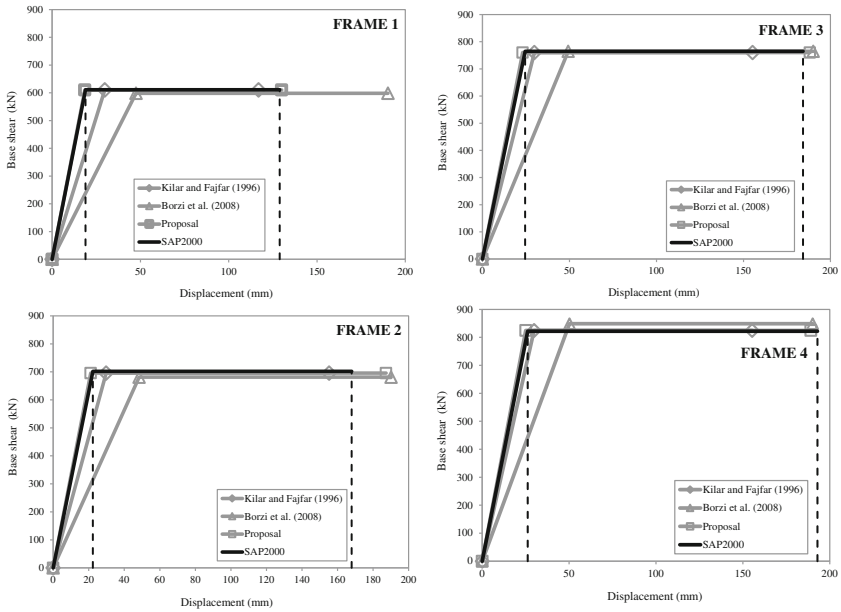 FRAME 1
900
800
700
600
500
400
300
200
100
0
Base shear (kN)
Kilar and Fajfar (1996)
Borzi et al. (2008)
Proposal
SAP2000
0 50 100 150 200
Displacement (mm)
FRAME 3
900
800
700
600
500
400
300
200
100
0
Base shear (kN)
Kilar and Fajfar (1996)
Borzi et al. (2008)
Proposal
SAP2000
0 50 100 150 200
Displacement (mm)
FRAME 2
900
800
700
600
500
400
300
200
100
0
Base shear (kN)
Kilar and Fajfar (1996)
Borzi et al. (2008)
Proposal
SAP2000
0 20 40 60 80 100 120 140 160 180 200
Displacement (mm)
FRAME 4
900
800
700
600
500
400
300
200
100
0
Base shear (kN)
Kilar and Fajfar (1996)
Borzi et al. (2008)
Proposal
SAP2000
0 50 100 150 200
Displacement (mm)